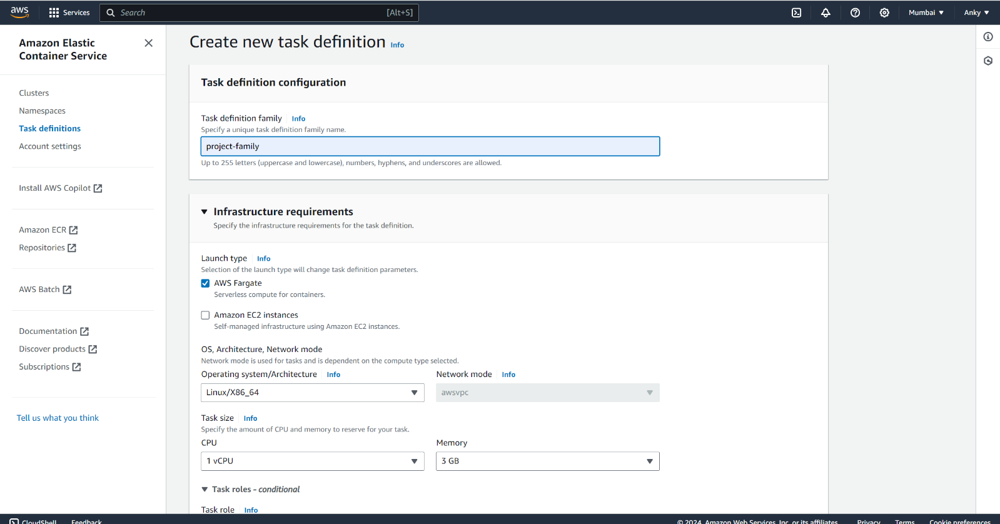 aws
Services
Search
[Alt+S]
Mumbai
Anky
Amazon Elastic
Container Service
Clusters
Namespaces
Task definitions
Account settings
Install AWS Copilot
Amazon ECR
Repositories
AWS Batch
Documentation
Discover products
Subscriptions
Tell us what you think
Create new task definition Info
Task definition configuration
Task definition family Info
Specify a unique task definition family name.
project-family
Up to 255 letters (uppercase and lowercase), numbers, hyphens, and underscores are allowed.
Infrastructure requirements
Specify the infrastructure requirements for the task definition.
Launch type Info
Selection of the launch type will change task definition parameters.
AWS Fargate
Serverless compute for containers.
Amazon EC2 instances
Self-managed infrastructure using Amazon EC2 instances.
OS, Architecture, Network mode
Network mode is used for tasks and is dependent on the compute type selected.
Operating system/Architecture Info
Network mode Info
Linux/X86_64
awsvpc
Task size Info
Specify the amount of CPU and memory to reserve for your task.
CPU
Memory
1 vCPU
3 GB
Task roles - conditional
Task role Info
CloudShell
Feedback
© 2024, Amazon Web Services, Inc. or its affiliates.
Privacy
Terms
Cookie preferences